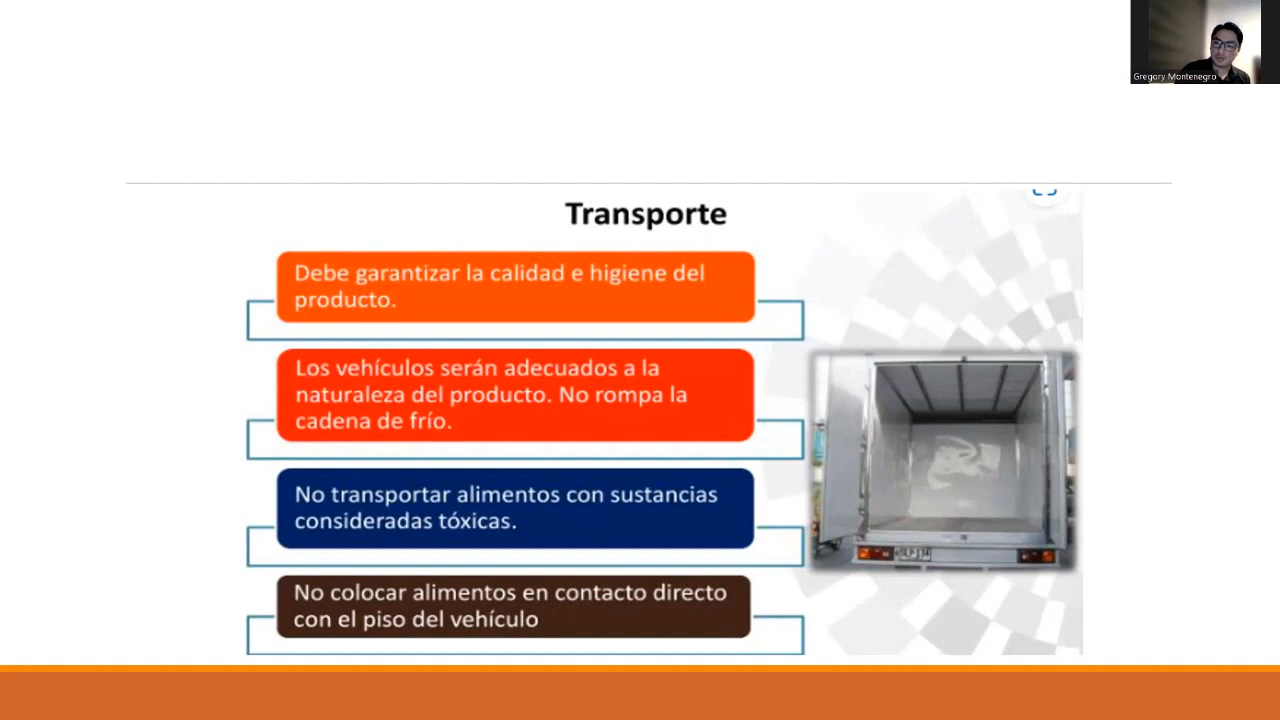 Gregory Montenegro
Transporte
Debe garantizar la calidad e higiene del
producto.
Los vehículos serán adecuados a la
naturaleza del producto. No rompa la
cadena de frío.
No transportar alimentos con sustancias
consideradas tóxicas.
No colocar alimentos en contacto directo
con el piso del vehículo